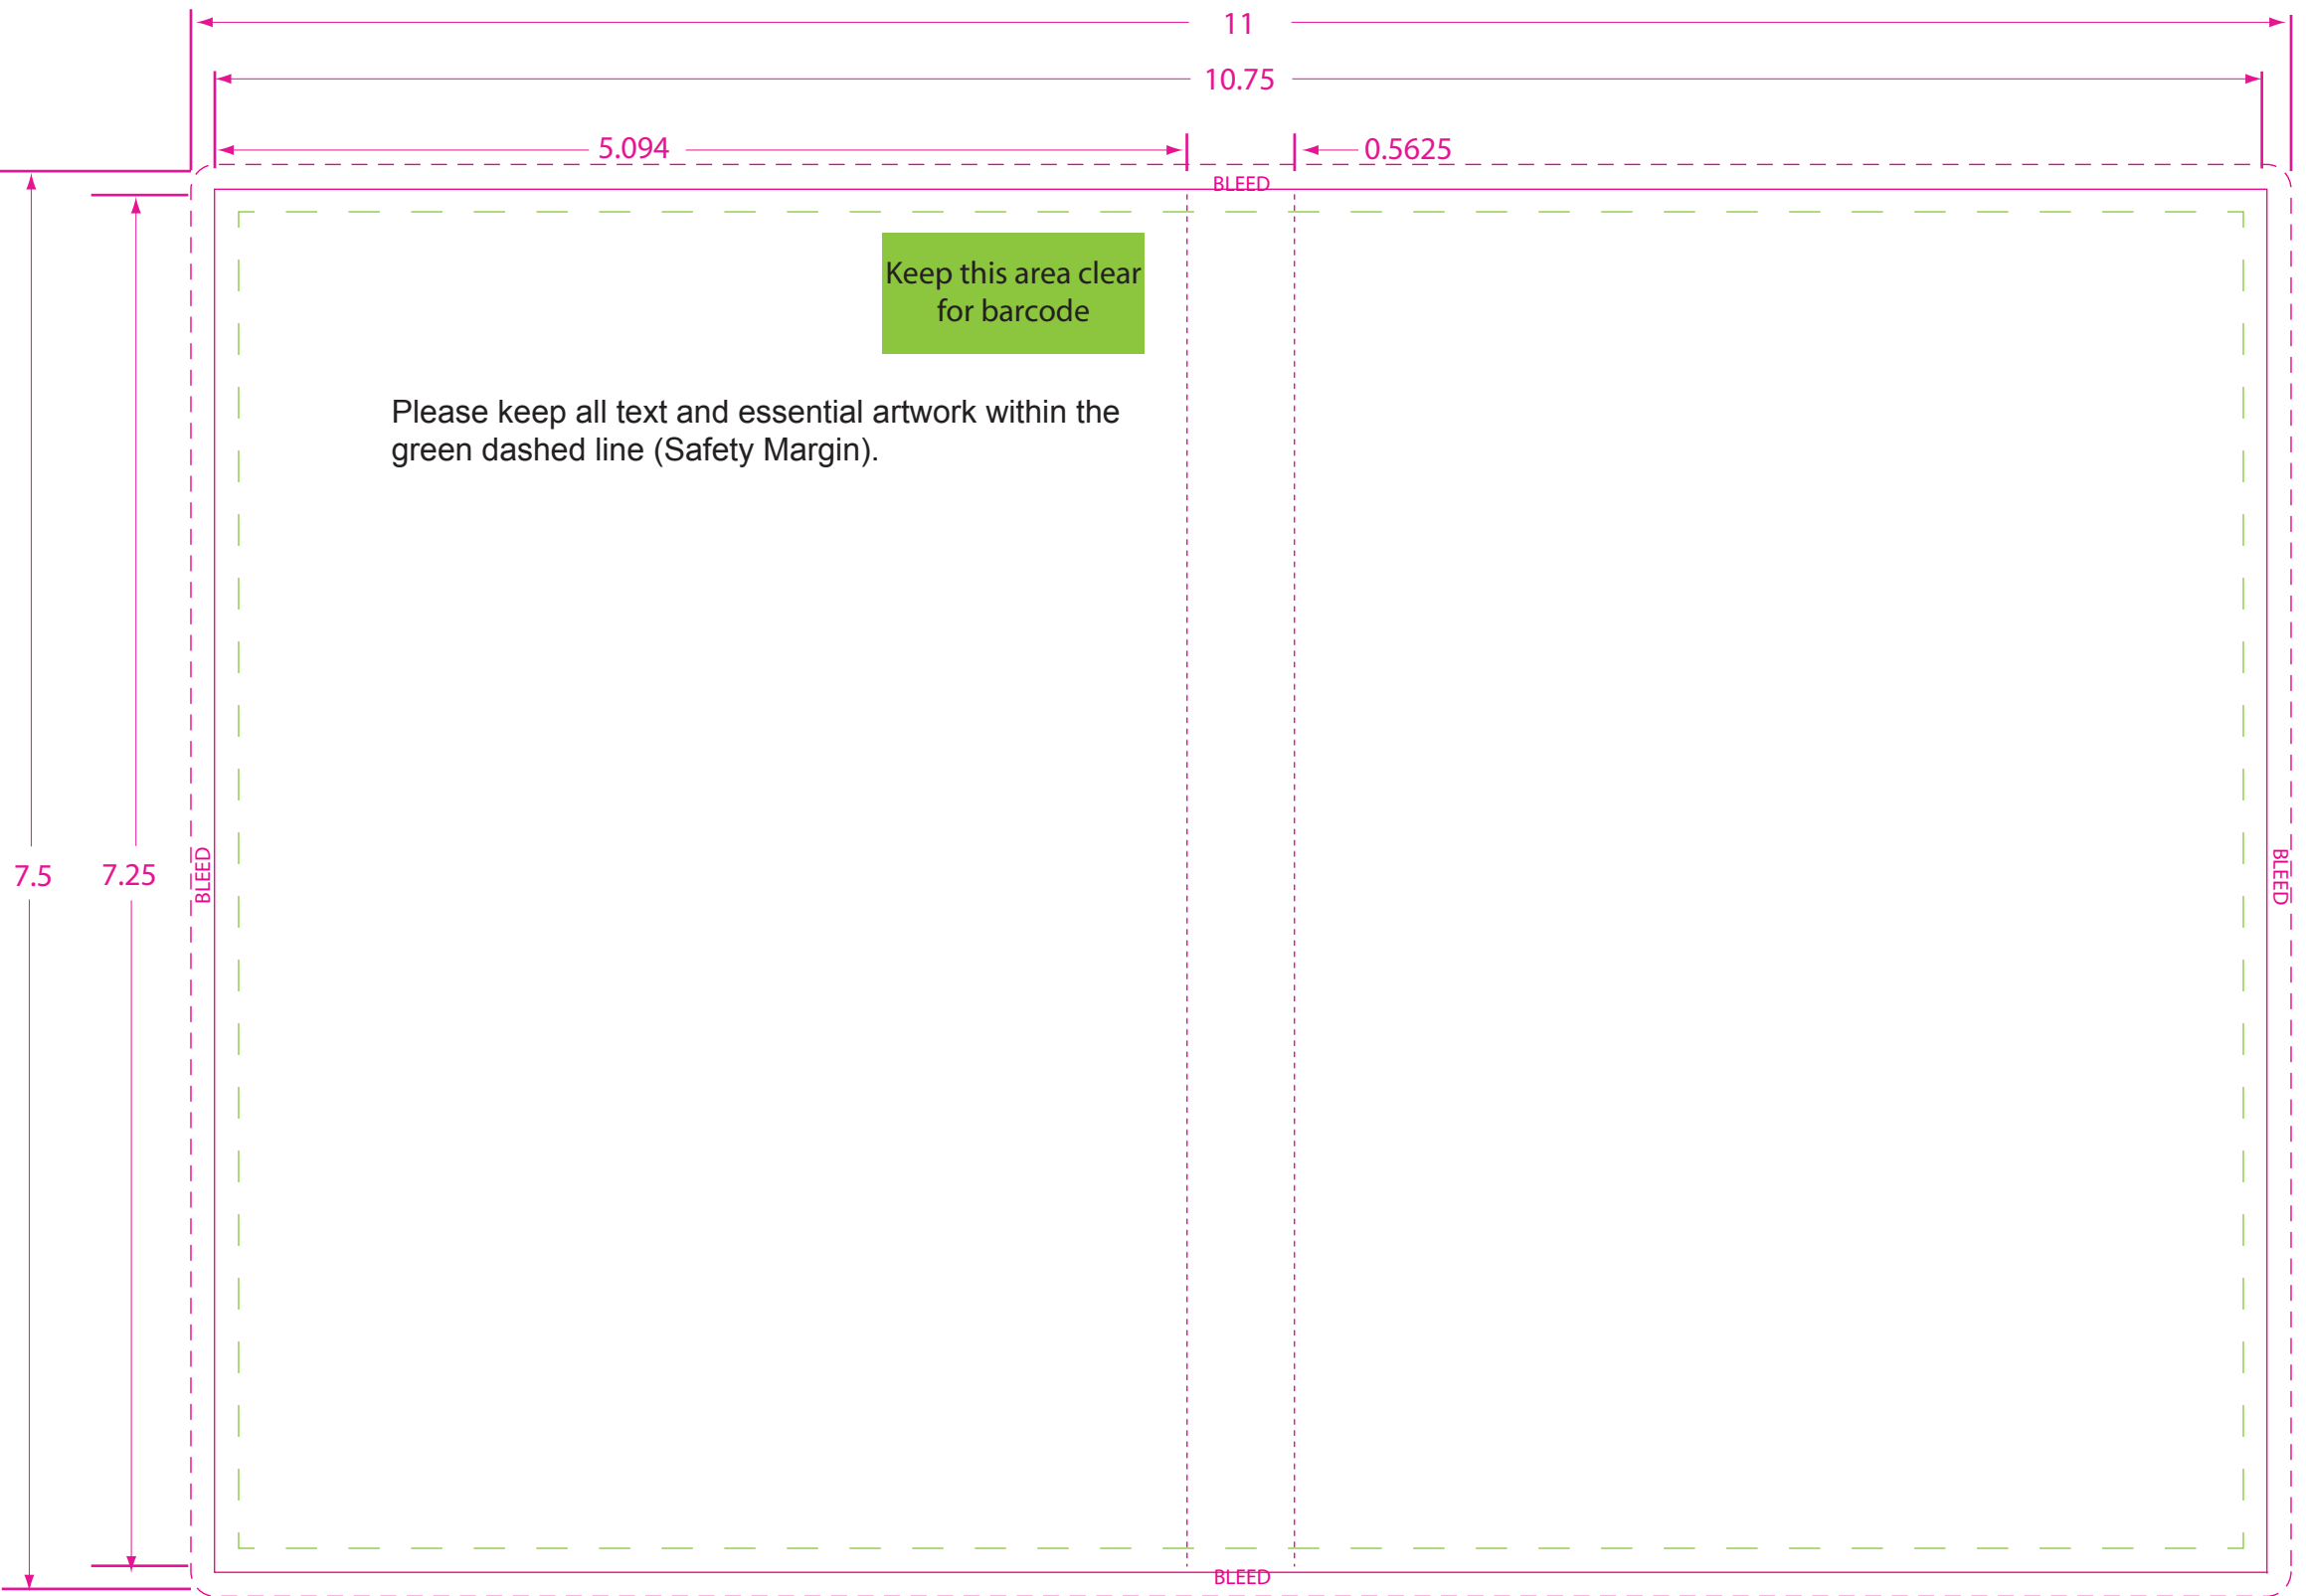 11
10.75
5.094
0.5625
BLEED
Keep this area clear
for barcode
Please keep all text and essential artwork within the
green dashed line (Safety Margin).
7.5
7.25
BLEED
BLEED
BLEED